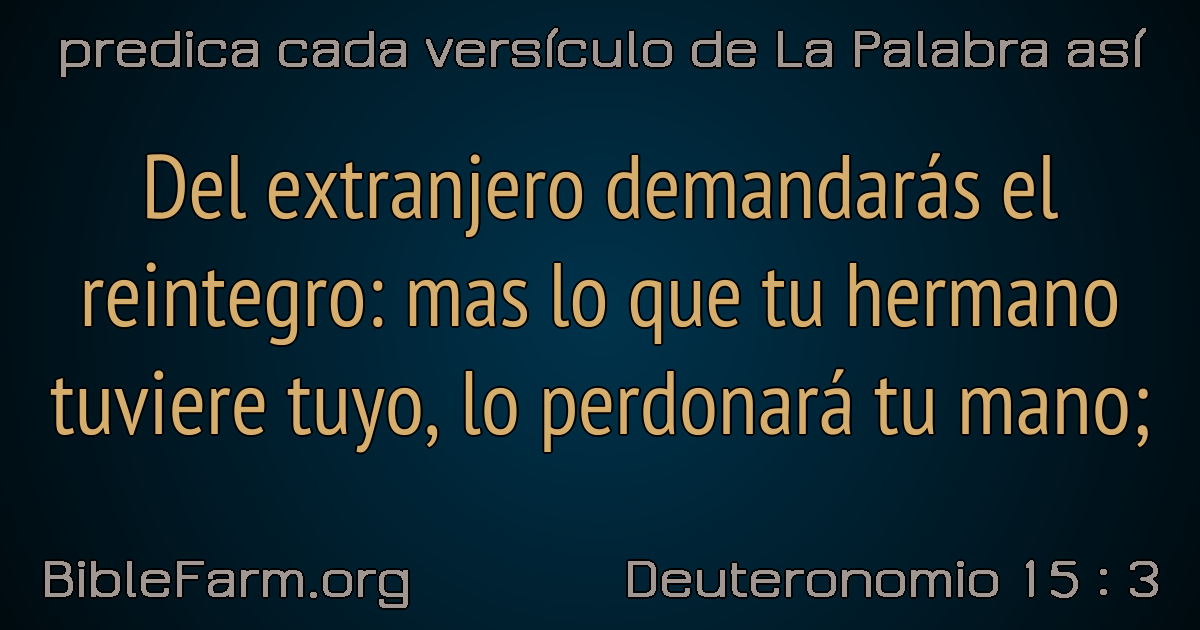 predica cada versículo de La Palabra así
Del extranjero demandarás el
reintegro: mas lo que tu hermano
tuviere tuyo, lo perdonará tu mano;
BibleFarm.org
Deuteronomio 15 : 3